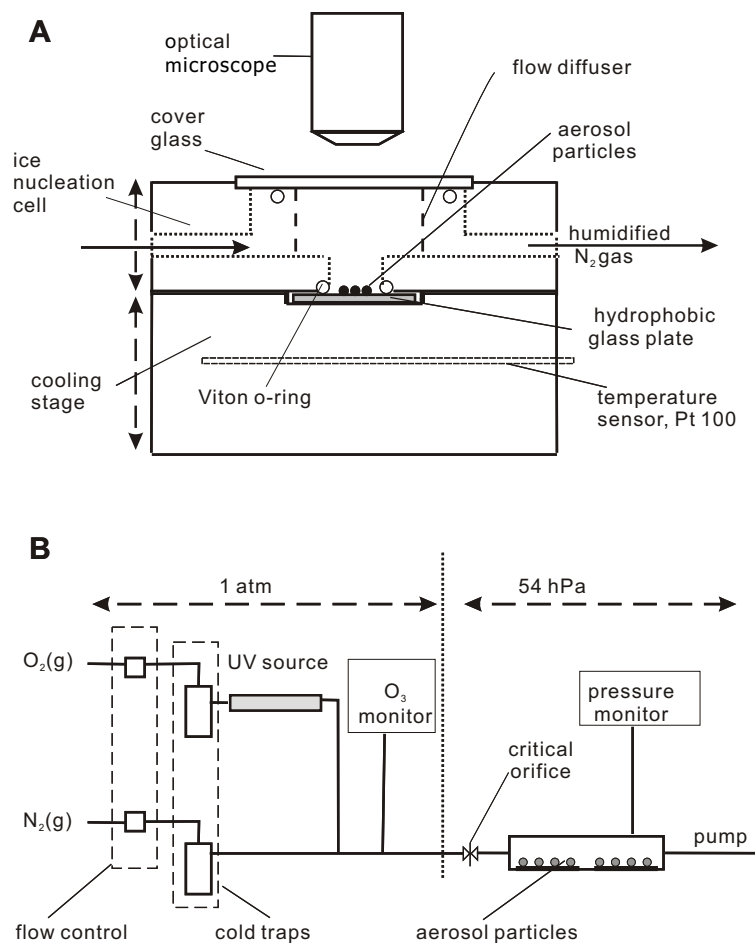 A
optical
microscope
flow diffuser
cover
glass
aerosol
particles
ice
nucleation
cell
humidified
N₂gas
hydrophobic
glass plate
cooling
stage
Viton o-ring
temperature
sensor, Pt 100
B
1 atm
54 hPa
O₂(g)
UV source
O₃
monitor
pressure
monitor
critical
orifice
N₂(g)
pump
flow control
cold traps
aerosol particles